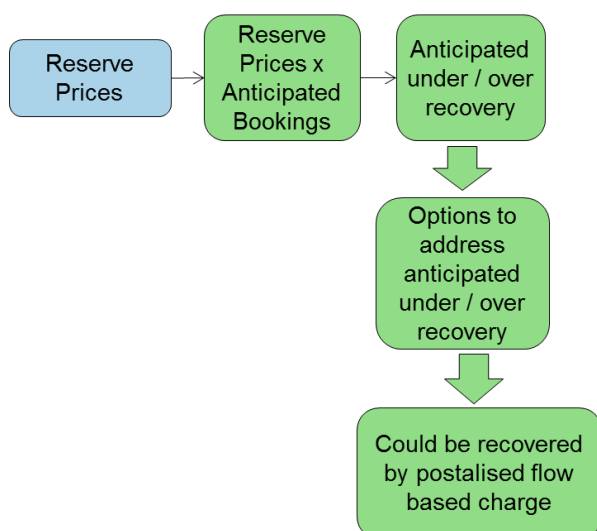 Reserve
Prices
Reserve
Prices x
Anticipated
Bookings
Anticipated
under / over
recovery
Options to
address
anticipated
under / over
recovery
Could be recovered
by postalised flow
based charge